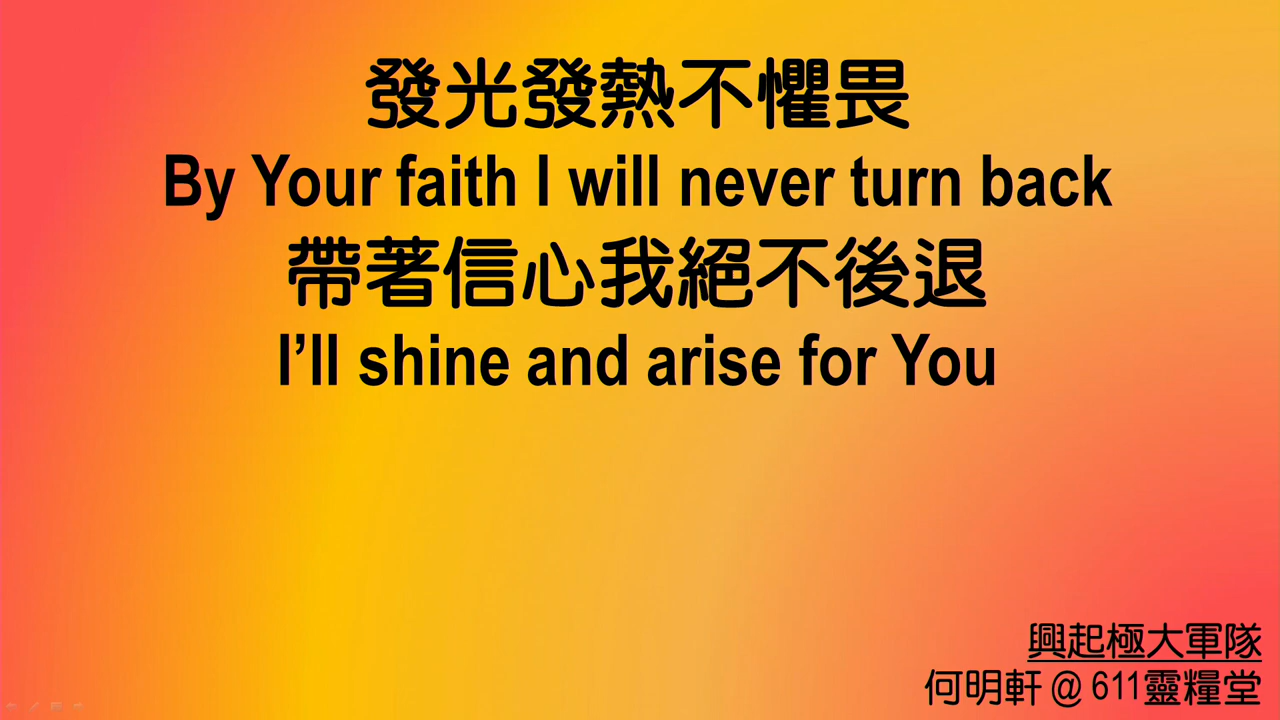 發光發熱不懼畏
By Your faith I will never turn back
帶著信心我絕不後退
I’ll shine and arise for You
興起極大軍隊
何明軒 @ 611靈糧堂